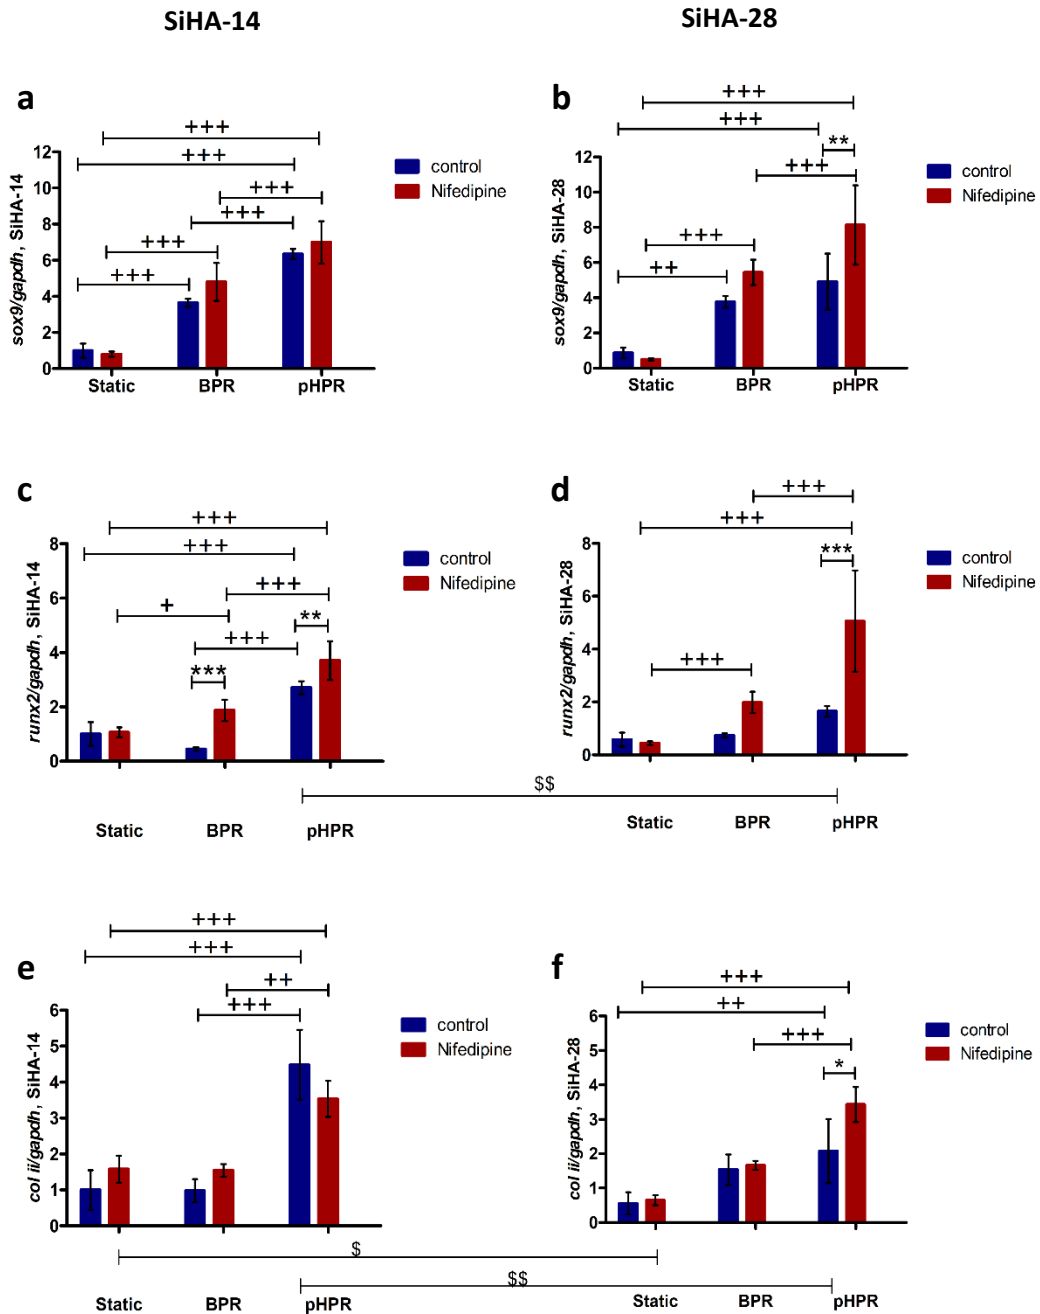 SiHA-14
SiHA-28
a
+++
+++
+++
+++
+++
+++
12
10
8
6
4
2
0
sox9/gapdh, SiHA-14
Static
BPR
pHPR
control
Nifedipine
b
+++
+++
**
+++
+++
++
12
10
8
6
4
2
0
sox9/gapdh, SiHA-28
Static
BPR
pHPR
control
Nifedipine
c
+++
+++
+++
+
**
+++
***
8
6
4
2
0
runx2/gapdh, SiHA-14
Static
BPR
pHPR
control
Nifedipine
d
+++
+++
***
+++
8
6
4
2
0
runx2/gapdh, SiHA-28
Static
BPR
pHPR
control
Nifedipine
$$
e
+++
+++
++
+++
6
5
4
3
2
1
0
col ii/gapdh, SiHA-14
Static
BPR
pHPR
control
Nifedipine
f
+++
++
+++
*
6
5
4
3
2
1
0
col ii/gapdh, SiHA-28
Static
BPR
pHPR
control
Nifedipine
$
$$